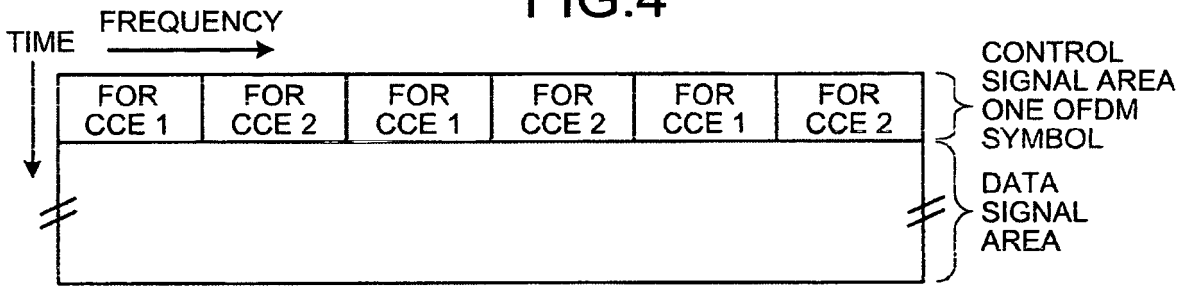 FIG.4
FREQUENCY
TIME
FOR CCE 1
FOR CCE 2
FOR CCE 1
FOR CCE 2
FOR CCE 1
FOR CCE 2
CONTROL
SIGNAL AREA
ONE OFDM
SYMBOL
DATA
SIGNAL
AREA